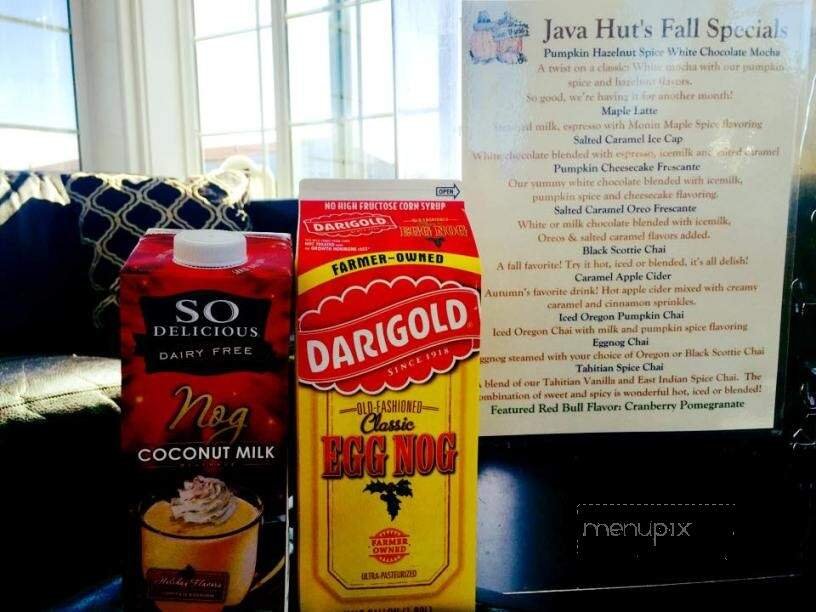 Java Hut's Fall Specials
Pumpkin Hazelnut Spice White Chocolate Mocha
A twist on a classic: White mocha with our pumpkin
spice and hazelnut flavors.
So good, we're having it for another month!
Maple Latte
Steamed milk, espresso with Monin Maple Spice flavoring
Salted Caramel Ice Cap
White chocolate blended with espresso, icemilk and salted caramel
Pumpkin Cheesecake Frescante
Our yummy white chocolate blended with icemilk,
pumpkin spice and cheesecake flavoring.
Salted Caramel Oreo Frescante
White or milk chocolate blended with icemilk,
Oreos & salted caramel flavors added.
Black Scottie Chai
A fall favorite! Try it hot, iced or blended, it's all delish!
Caramel Apple Cider
Autumn's favorite drink! Hot apple cider mixed with creamy
caramel and cinnamon sprinkles.
Iced Oregon Pumpkin Chai
Iced Oregon Chai with milk and pumpkin spice flavoring
Eggnog Chai
ggnog steamed with your choice of Oregon or Black Scottie Chai
Tahitian Spice Chai
blend of our Tahitian Vanilla and East Indian Spice Chai. The
ombination of sweet and spicy is wonderful hot, iced or blended!
Featured Red Bull Flavor: Cranberry Pomegranate
OPEN
NO HIGH FRUCTOSE CORN SYRUP
DARIGOLD
EGG NOG
FARMER-OWNED
DARIGOLD
SINCE 1918
OLD-FASHIONED
Classic
EGG NOG
FARMER
OWNED
ULTRA-PASTEURIZED
SO
DELICIOUS
DAIRY FREE
Nog
COCONUT MILK
Holiday Flavors
menupix